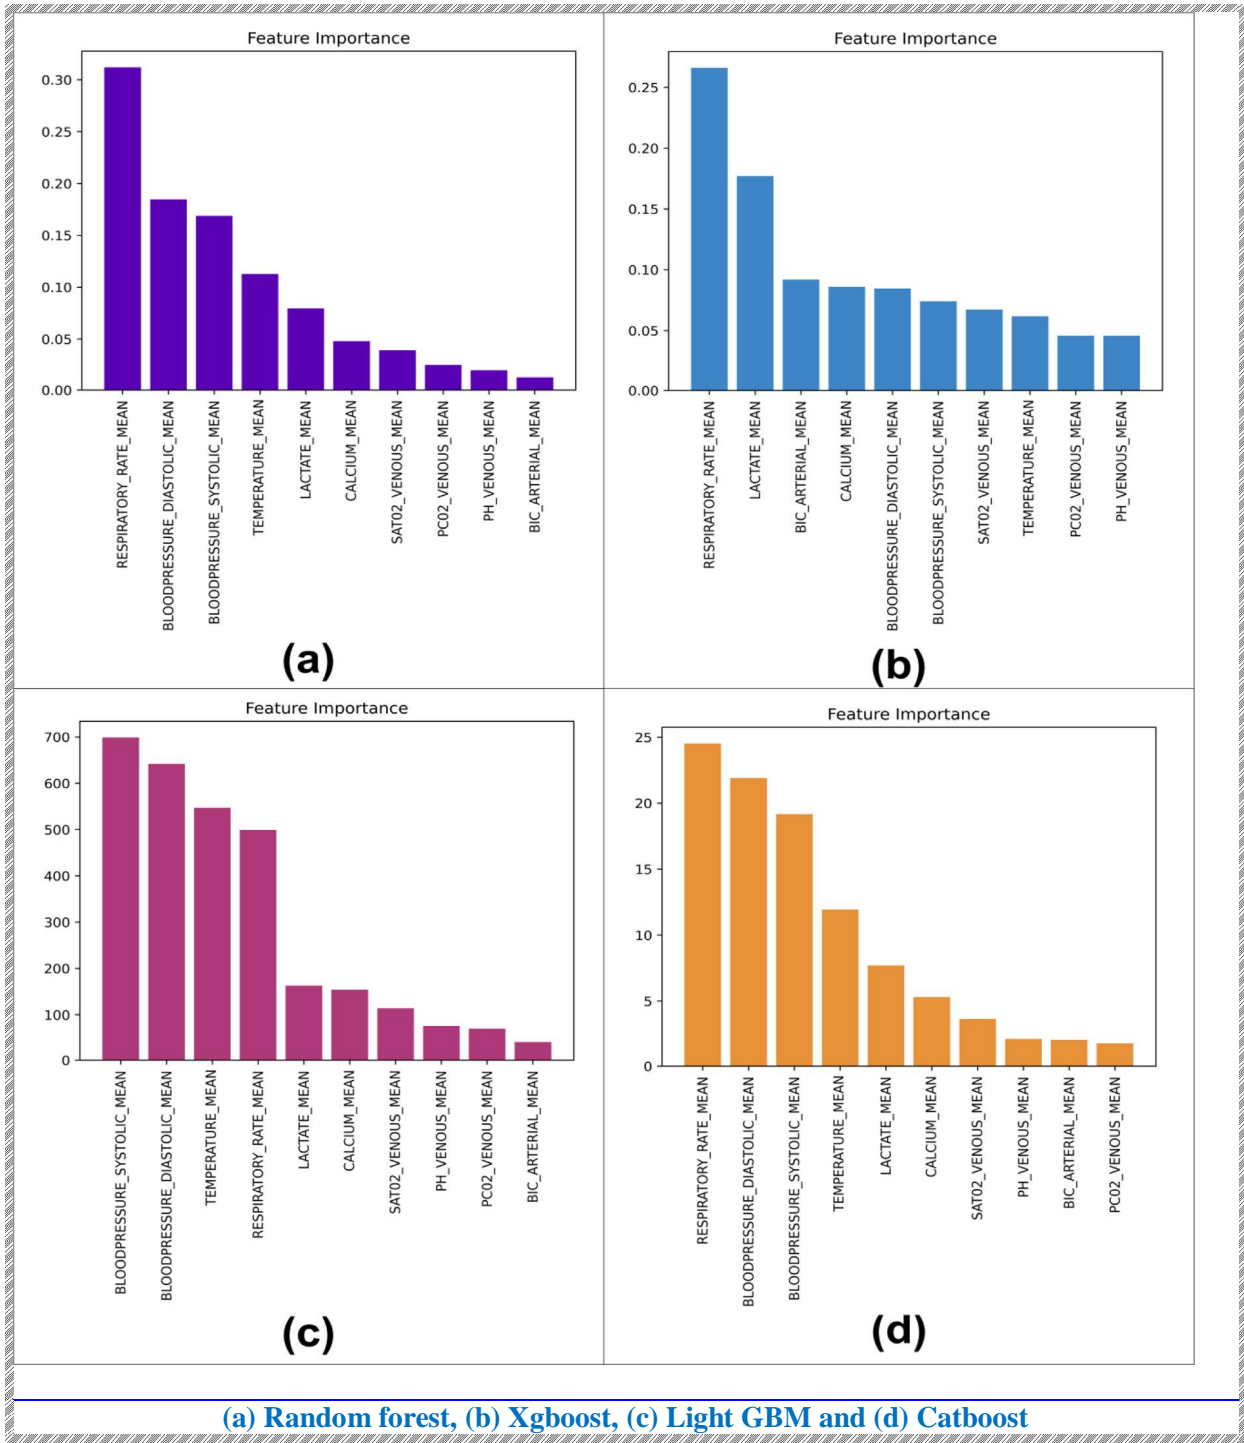 Feature Importance
0.30
0.25
0.20
0.15
0.10
0.05
0.00
RESPIRATORY_RATE_MEAN
BLOODPRESSURE_DIASTOLIC_MEAN
BLOODPRESSURE_SYSTOLIC_MEAN
TEMPERATURE_MEAN
LACTATE_MEAN
CALCIUM_MEAN
SAT02_VENOUS_MEAN
PC02_VENOUS_MEAN
PH_VENOUS_MEAN
BIC_ARTERIAL_MEAN
(a)
Feature Importance
0.25
0.20
0.15
0.10
0.05
0.00
RESPIRATORY_RATE_MEAN
LACTATE_MEAN
BIC_ARTERIAL_MEAN
CALCIUM_MEAN
BLOODPRESSURE_DIASTOLIC_MEAN
BLOODPRESSURE_SYSTOLIC_MEAN
SAT02_VENOUS_MEAN
TEMPERATURE_MEAN
PC02_VENOUS_MEAN
PH_VENOUS_MEAN
(b)
Feature Importance
700
600
500
400
300
200
100
0
BLOODPRESSURE_SYSTOLIC_MEAN
BLOODPRESSURE_DIASTOLIC_MEAN
TEMPERATURE_MEAN
RESPIRATORY_RATE_MEAN
LACTATE_MEAN
CALCIUM_MEAN
SAT02_VENOUS_MEAN
PH_VENOUS_MEAN
PC02_VENOUS_MEAN
BIC_ARTERIAL_MEAN
(c)
Feature Importance
25
20
15
10
5
0
RESPIRATORY_RATE_MEAN
BLOODPRESSURE_DIASTOLIC_MEAN
BLOODPRESSURE_SYSTOLIC_MEAN
TEMPERATURE_MEAN
LACTATE_MEAN
CALCIUM_MEAN
SAT02_VENOUS_MEAN
PH_VENOUS_MEAN
BIC_ARTERIAL_MEAN
PC02_VENOUS_MEAN
(d)
(a) Random forest, (b) Xgboost, (c) Light GBM and (d) Catboost